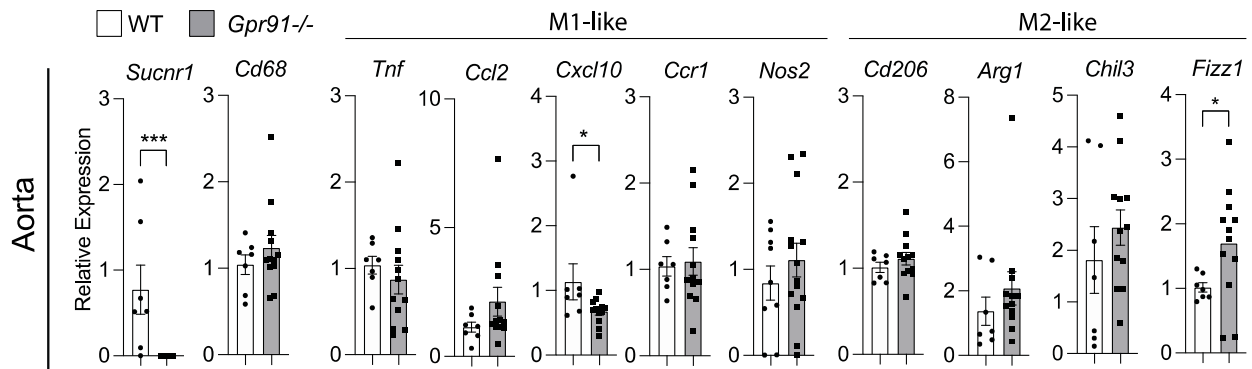 WT Gpr91-/- M1-like M2-like
Sucnr1 Cd68 Tnf Ccl2 Cxcl10 Ccr1 Nos2 Cd206 Arg1 Chil3 Fizz1
Aorta
Relative Expression
3 2 1 0
***
3 2 1 0
3 2 1 0
10 5 0
4 3 2 1 0
*
3 2 1 0
3 2 1 0
3 2 1 0
8 6 4 2 0
5 4 3 2 1 0
4 3 2 1 0
*